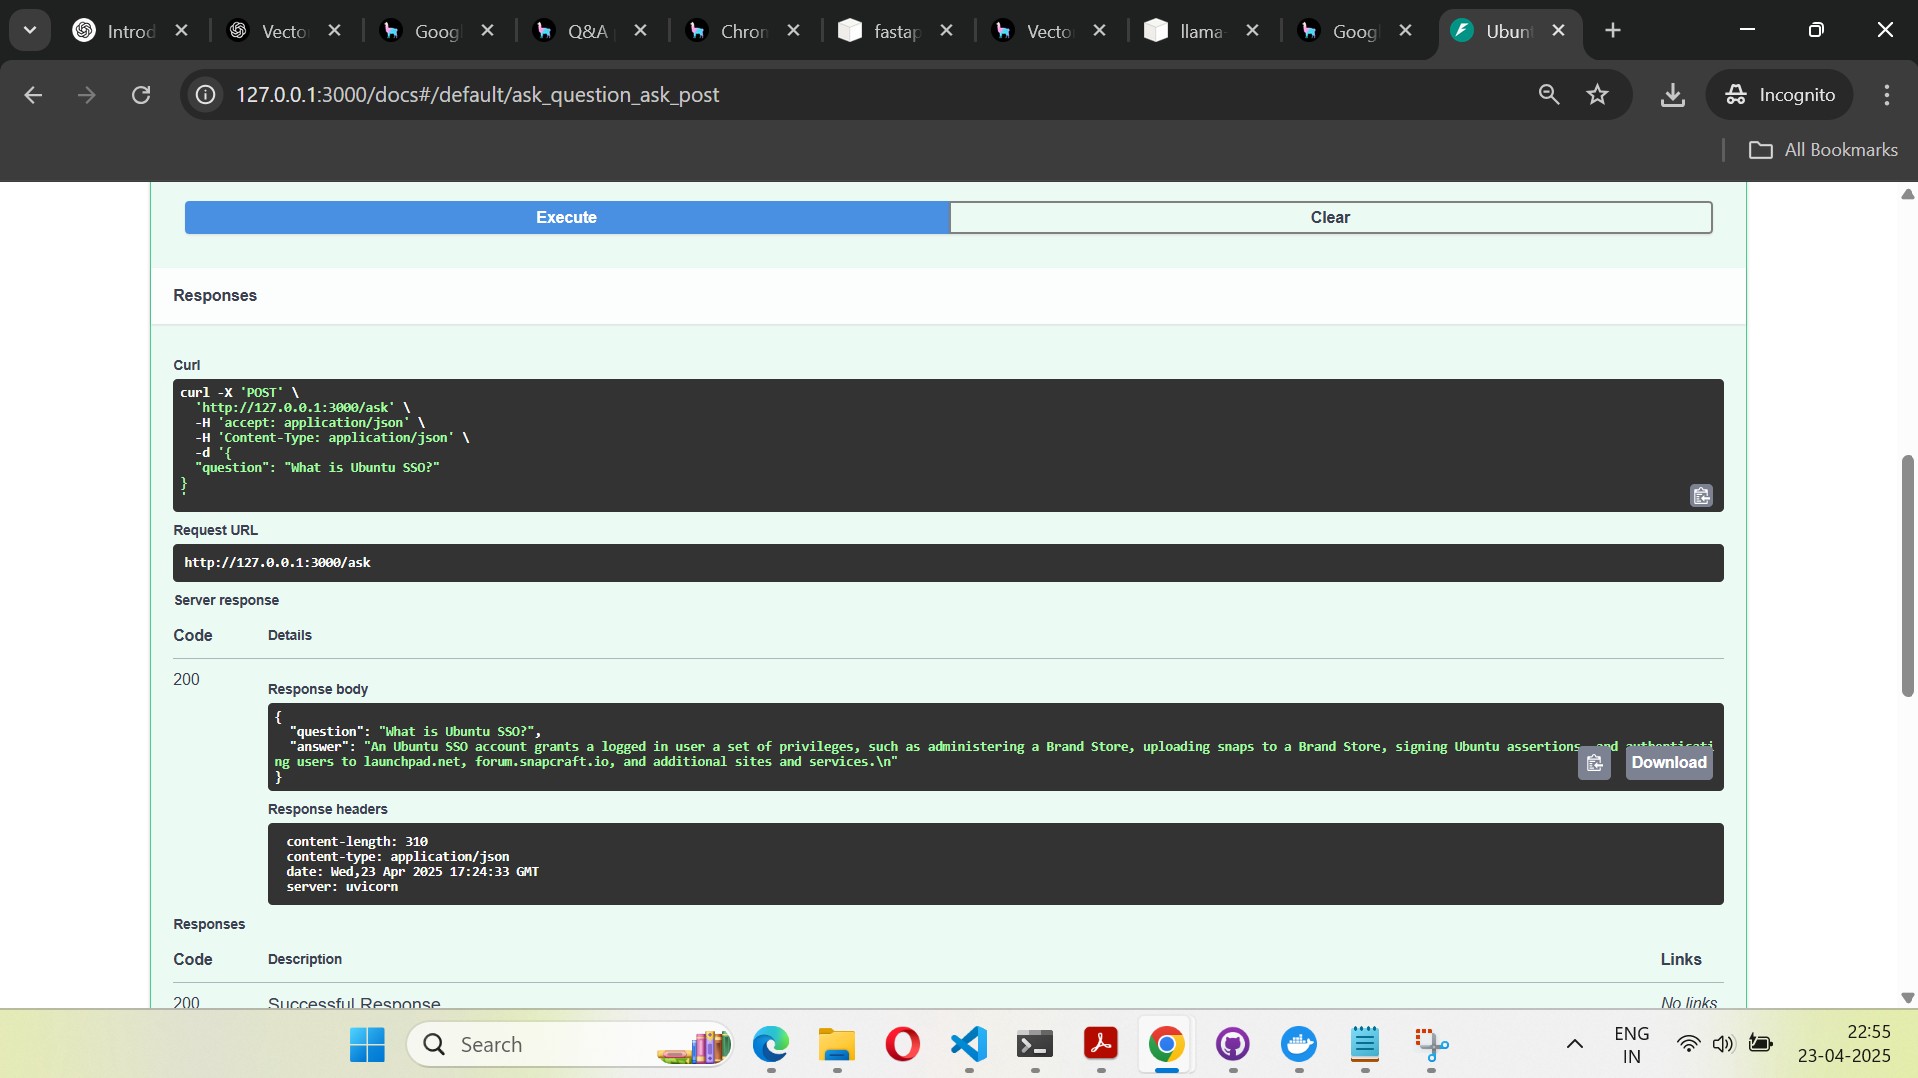 Introd
Vecto
Goog
Q&A
Chron
fastap
Vecto
llama-
Goog
Ubunt
127.0.0.1:3000/docs#/default/ask_question_ask_post
Incognito
All Bookmarks
Execute
Clear
Responses
Curl
curl -X 'POST' \
'http://127.0.0.1:3000/ask' \
-H 'accept: application/json' \
-H 'Content-Type: application/json' \
-d '{
"question": "What is Ubuntu SSO?"
}
'
Request URL
http://127.0.0.1:3000/ask
Server response
Code Details
200
Response body
{
"question": "What is Ubuntu SSO?",
"answer": "An Ubuntu SSO account grants a logged in user a set of privileges, such as administering a Brand Store, uploading snaps to a Brand Store, signing Ubuntu assertions, and authenticati
ng users to launchpad.net, forum.snapcraft.io, and additional sites and services.\n"
}
Download
Response headers
content-length: 310
content-type: application/json
date: Wed,23 Apr 2025 17:24:33 GMT
server: uvicorn
Responses
Code Description Links
200 Successful Response No links
Search
ENG
IN
22:55
23-04-2025